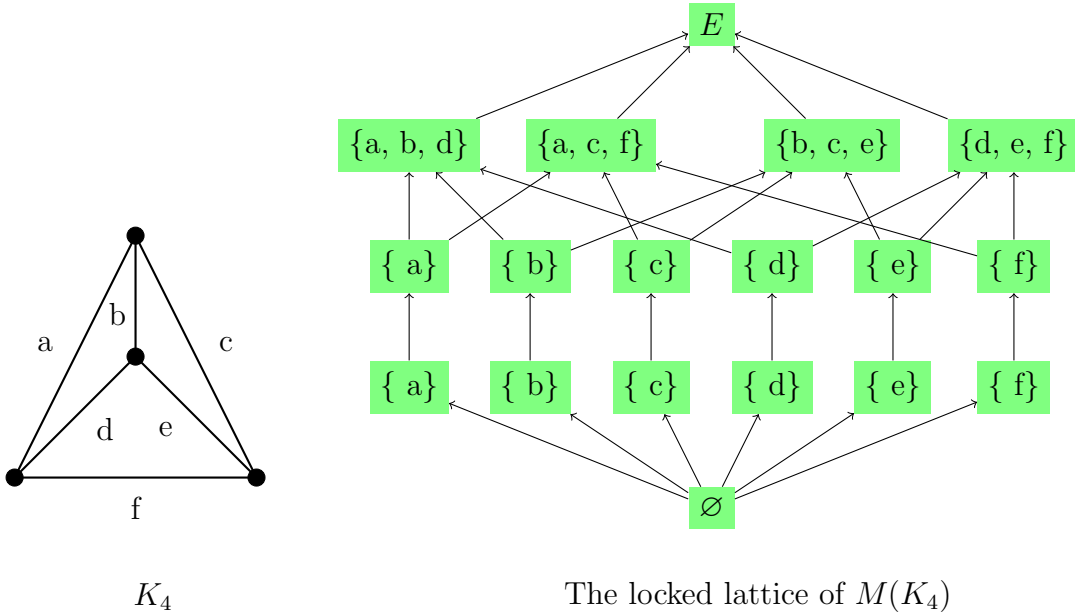 E
{a, b, d} {a, c, f} {b, c, e} {d, e, f}
{ a} { b} { c} { d} { e} { f}
b
a c
{ a} { b} { c} { d} { e} { f}
d e
f ∅
K₄ The locked lattice of M(K₄)